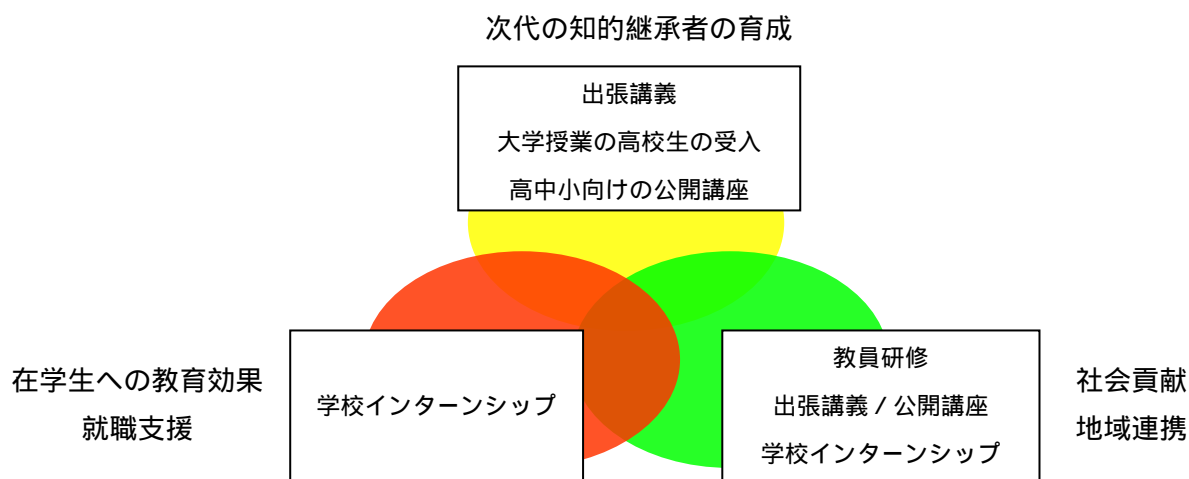 次代の知的継承者の育成
出張講義
大学授業の高校生の受入
高中小向けの公開講座
在学生への教育効果
就職支援
学校インターンシップ
教員研修
出張講義 / 公開講座
学校インターンシップ
社会貢献
地域連携